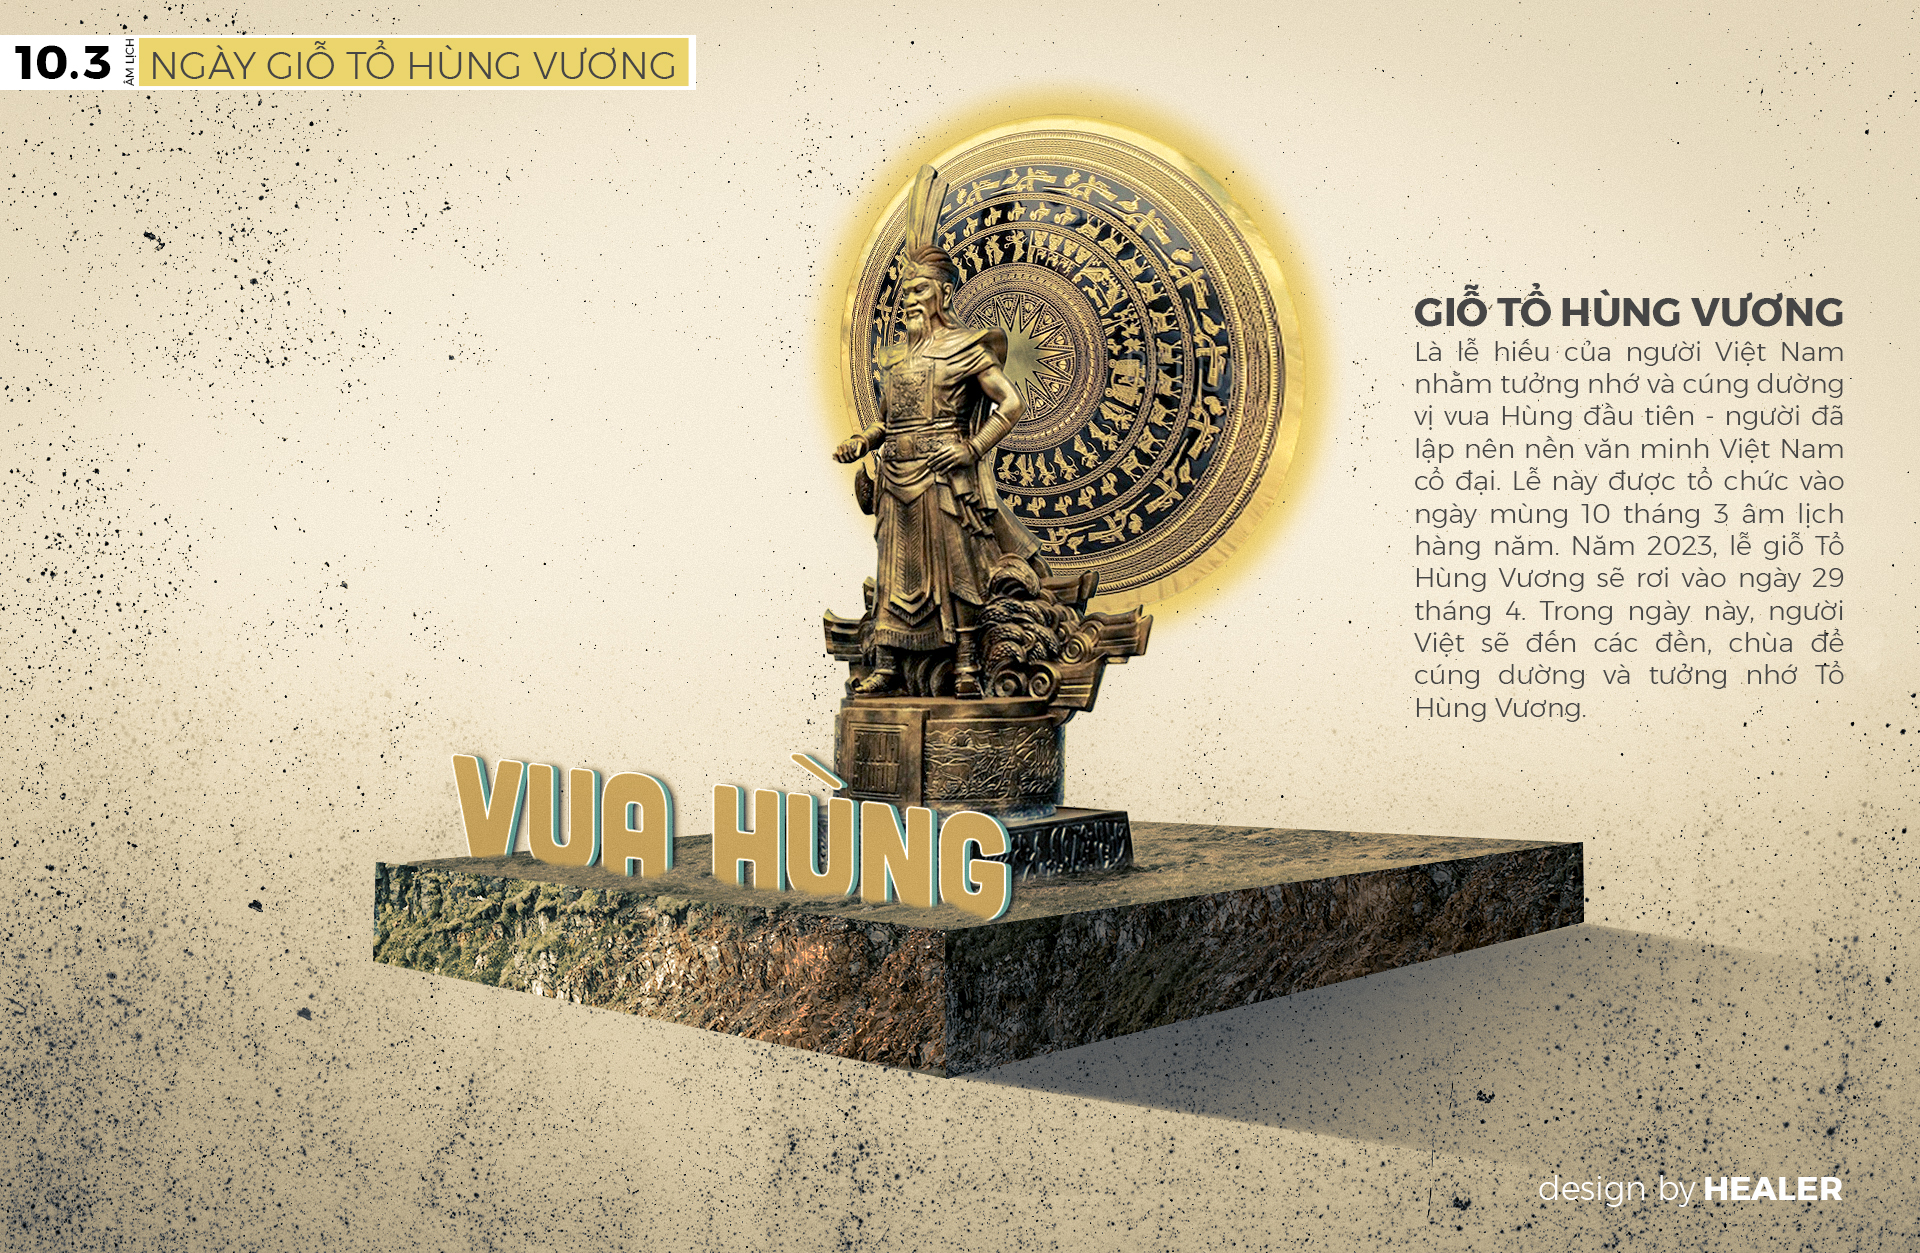 10.3 ÂM LỊCH NGÀY GIỖ TỔ HÙNG VƯƠNG
GIỖ TỔ HÙNG VƯƠNG
Là lễ hiếu của người Việt Nam
nhằm tưởng nhớ và cúng dường
vị vua Hùng đầu tiên - người đã
lập nên nền văn minh Việt Nam
cổ đại. Lễ này được tổ chức vào
ngày mùng 10 tháng 3 âm lịch
hàng năm. Năm 2023, lễ giỗ Tổ
Hùng Vương sẽ rơi vào ngày 29
tháng 4. Trong ngày này, người
Việt sẽ đến các đền, chùa để
cúng dường và tưởng nhớ Tổ
Hùng Vương.
VUA HÙNG
design by HEALER